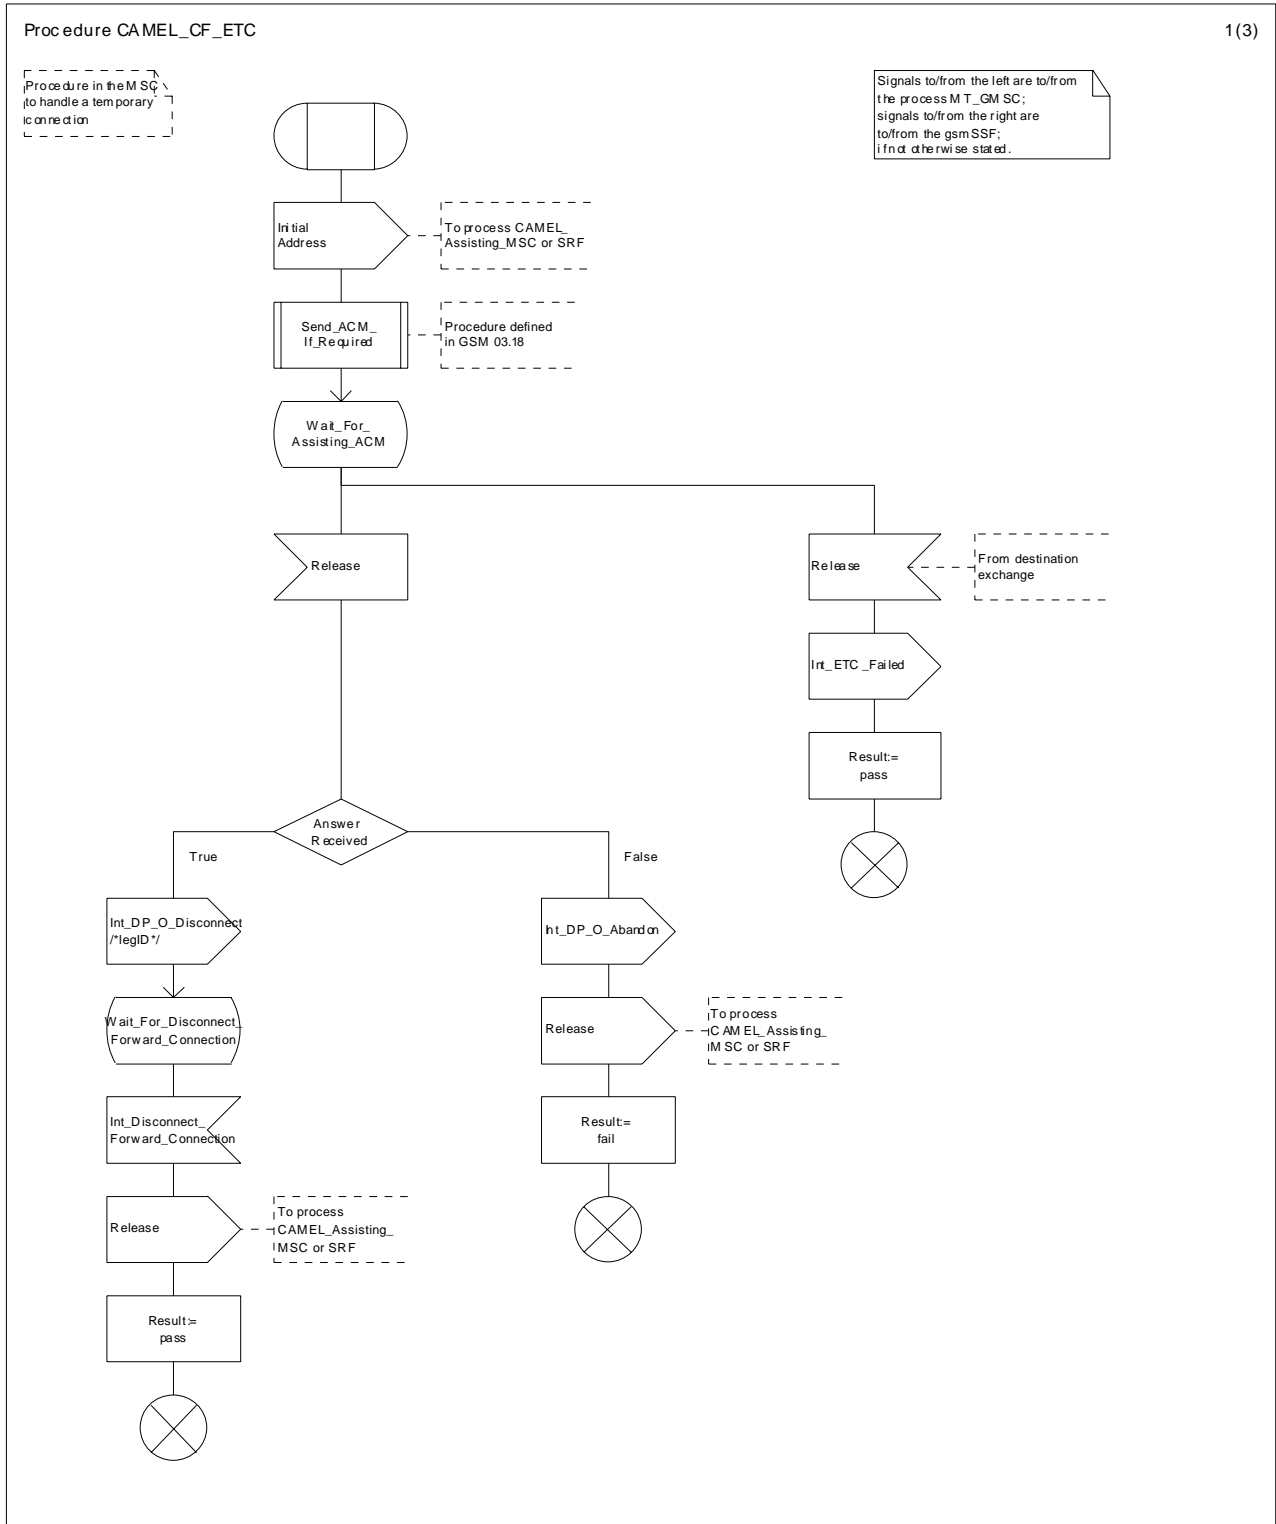 Procedure CAMEL_CF_ETC
1(3)
Procedure in the MSC
to handle a temporary
connection
Signals to/from the left are to/from
the process MT_GMSC;
signals to/from the right are
to/from the gsmSSF;
if not otherwise stated.
Initial
Address
To process CAMEL_
Assisting_MSC or SRF
Send_ACM_
If_Required
Procedure defined
in GSM 03.18
Wait_For_
Assisting_ACM
Release
Release
From destination
exchange
Int_ETC_Failed
Result:=
pass
Answer
Received
True
False
Int_DP_O_Disconnect
/*legID*/
Int_DP_O_Abandon
Wait_For_Disconnect_
Forward_Connection
Release
To process
CAMEL_Assisting_
MSC or SRF
Int_Disconnect_
Forward_Connection
Result:=
fail
Release
To process
CAMEL_Assisting_
MSC or SRF
Result:=
pass